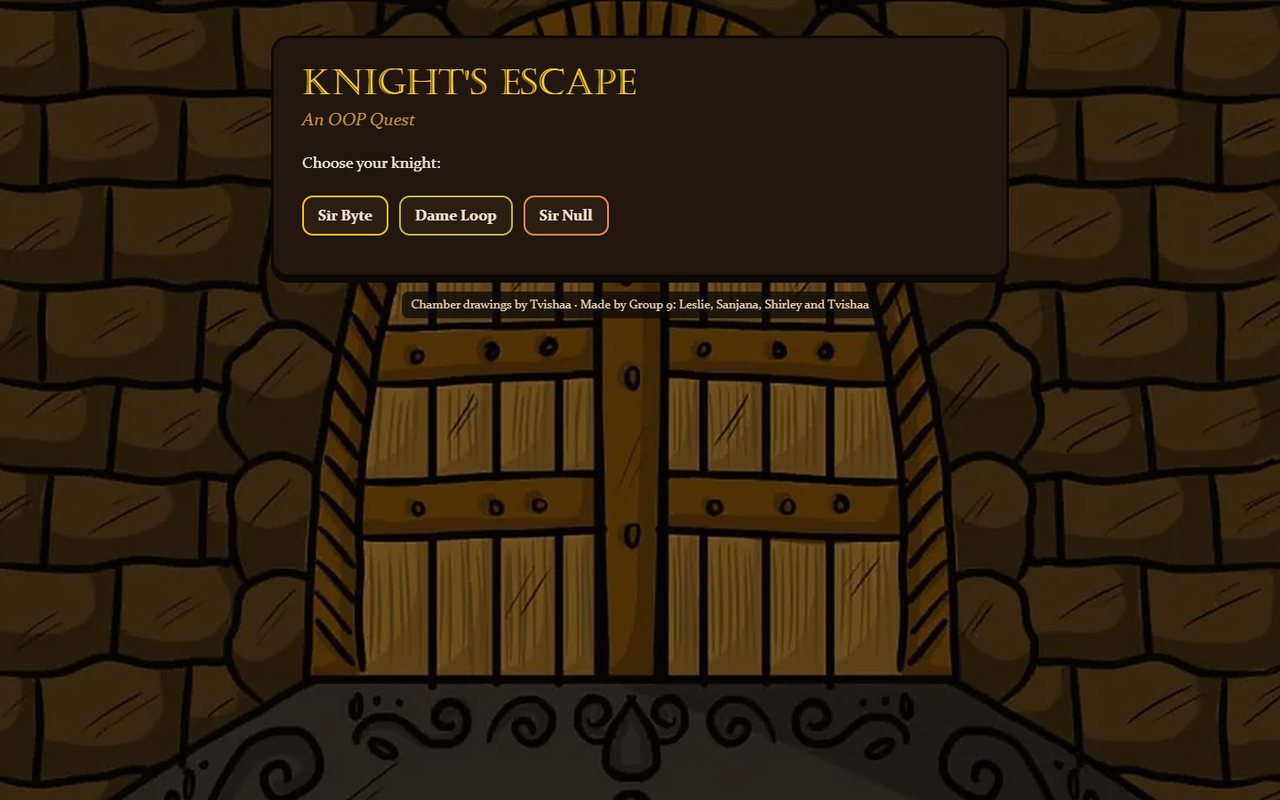 KNIGHT'S ESCAPE
An OOP Quest
Choose your knight:
Sir Byte
Dame Loop
Sir Null
Chamber drawings by Tvishaa · Made by Group 9: Leslie, Sanjana, Shirley and Tvishaa